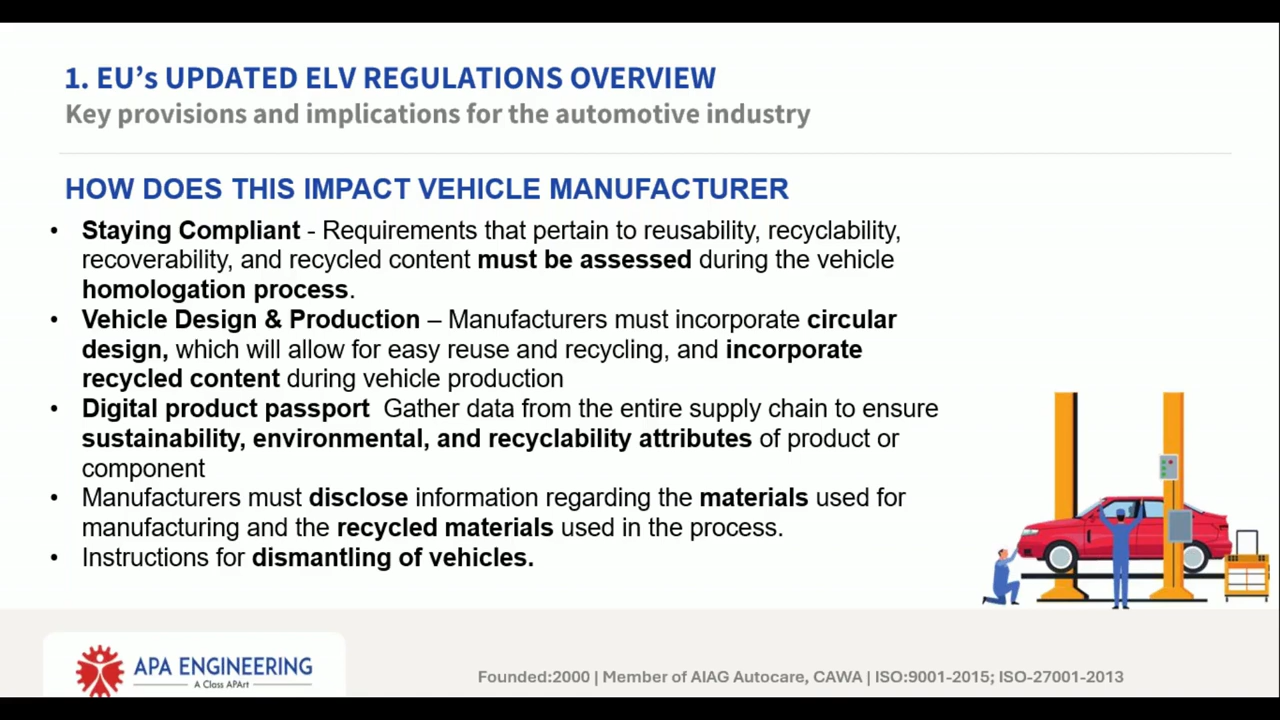 1. EU’s UPDATED ELV REGULATIONS OVERVIEW
Key provisions and implications for the automotive industry
HOW DOES THIS IMPACT VEHICLE MANUFACTURER
• Staying Compliant - Requirements that pertain to reusability, recyclability,
recoverability, and recycled content must be assessed during the vehicle
homologation process.
• Vehicle Design & Production – Manufacturers must incorporate circular
design, which will allow for easy reuse and recycling, and incorporate
recycled content during vehicle production
• Digital product passport  Gather data from the entire supply chain to ensure
sustainability, environmental, and recyclability attributes of product or
component
• Manufacturers must disclose information regarding the materials used for
manufacturing and the recycled materials used in the process.
• Instructions for dismantling of vehicles.
APA ENGINEERING
A Class APArt
Founded:2000 | Member of AIAG Autocare, CAWA | ISO:9001-2015; ISO-27001-2013